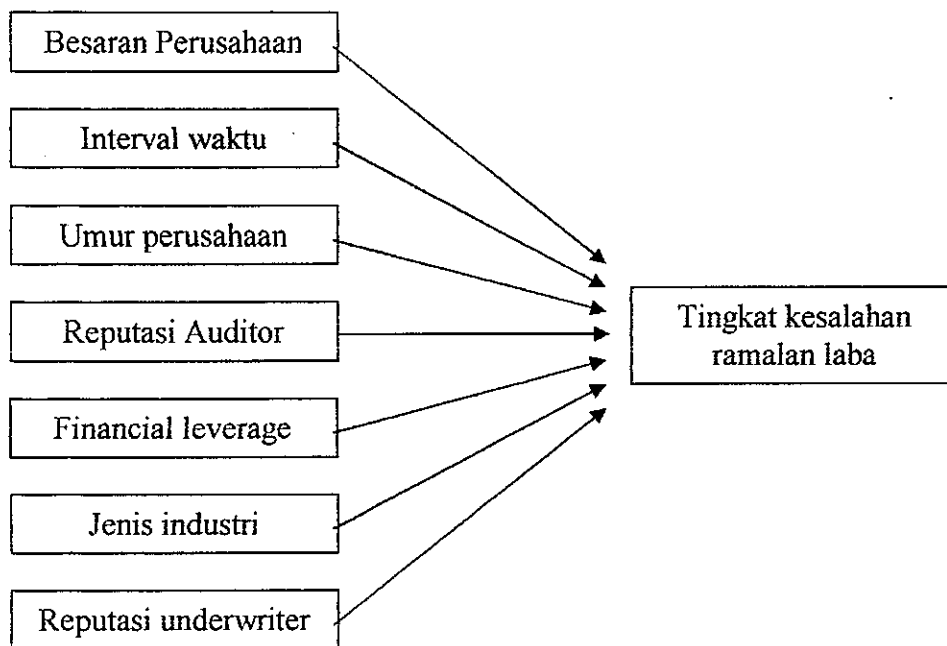 Besaran Perusahaan
Interval waktu
Umur perusahaan
Reputasi Auditor
Financial leverage
Jenis industri
Reputasi underwriter
Tingkat kesalahan
ramalan laba